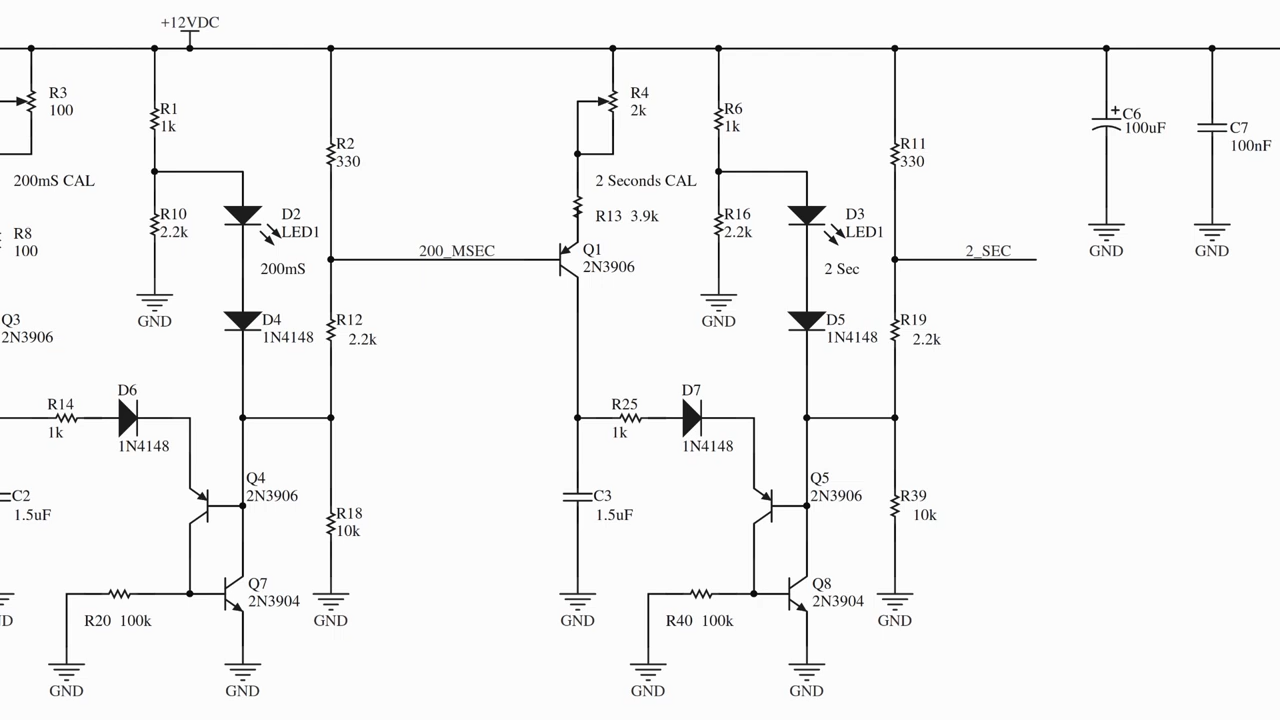 +12VDC
R3
100
200mS CAL
R8
100
R1
1k
R10
2.2k
GND
D2
LED1
200mS
R2
330
200_MSEC
Q3
2N3906
D4
1N4148
R12
2.2k
R14
1k
D6
1N4148
Q4
2N3906
C2
1.5uF
R18
10k
Q7
2N3904
R20 100k
GND
GND
GND
R4
2k
2 Seconds CAL
R13 3.9k
Q1
2N3906
R6
1k
R16
2.2k
GND
D3
LED1
2 Sec
R11
330
2_SEC
D5
1N4148
R19
2.2k
R25
1k
D7
1N4148
Q5
2N3906
C3
1.5uF
R39
10k
Q8
2N3904
R40 100k
GND
GND
GND
GND
C6
+
100uF
GND
C7
100nF
GND